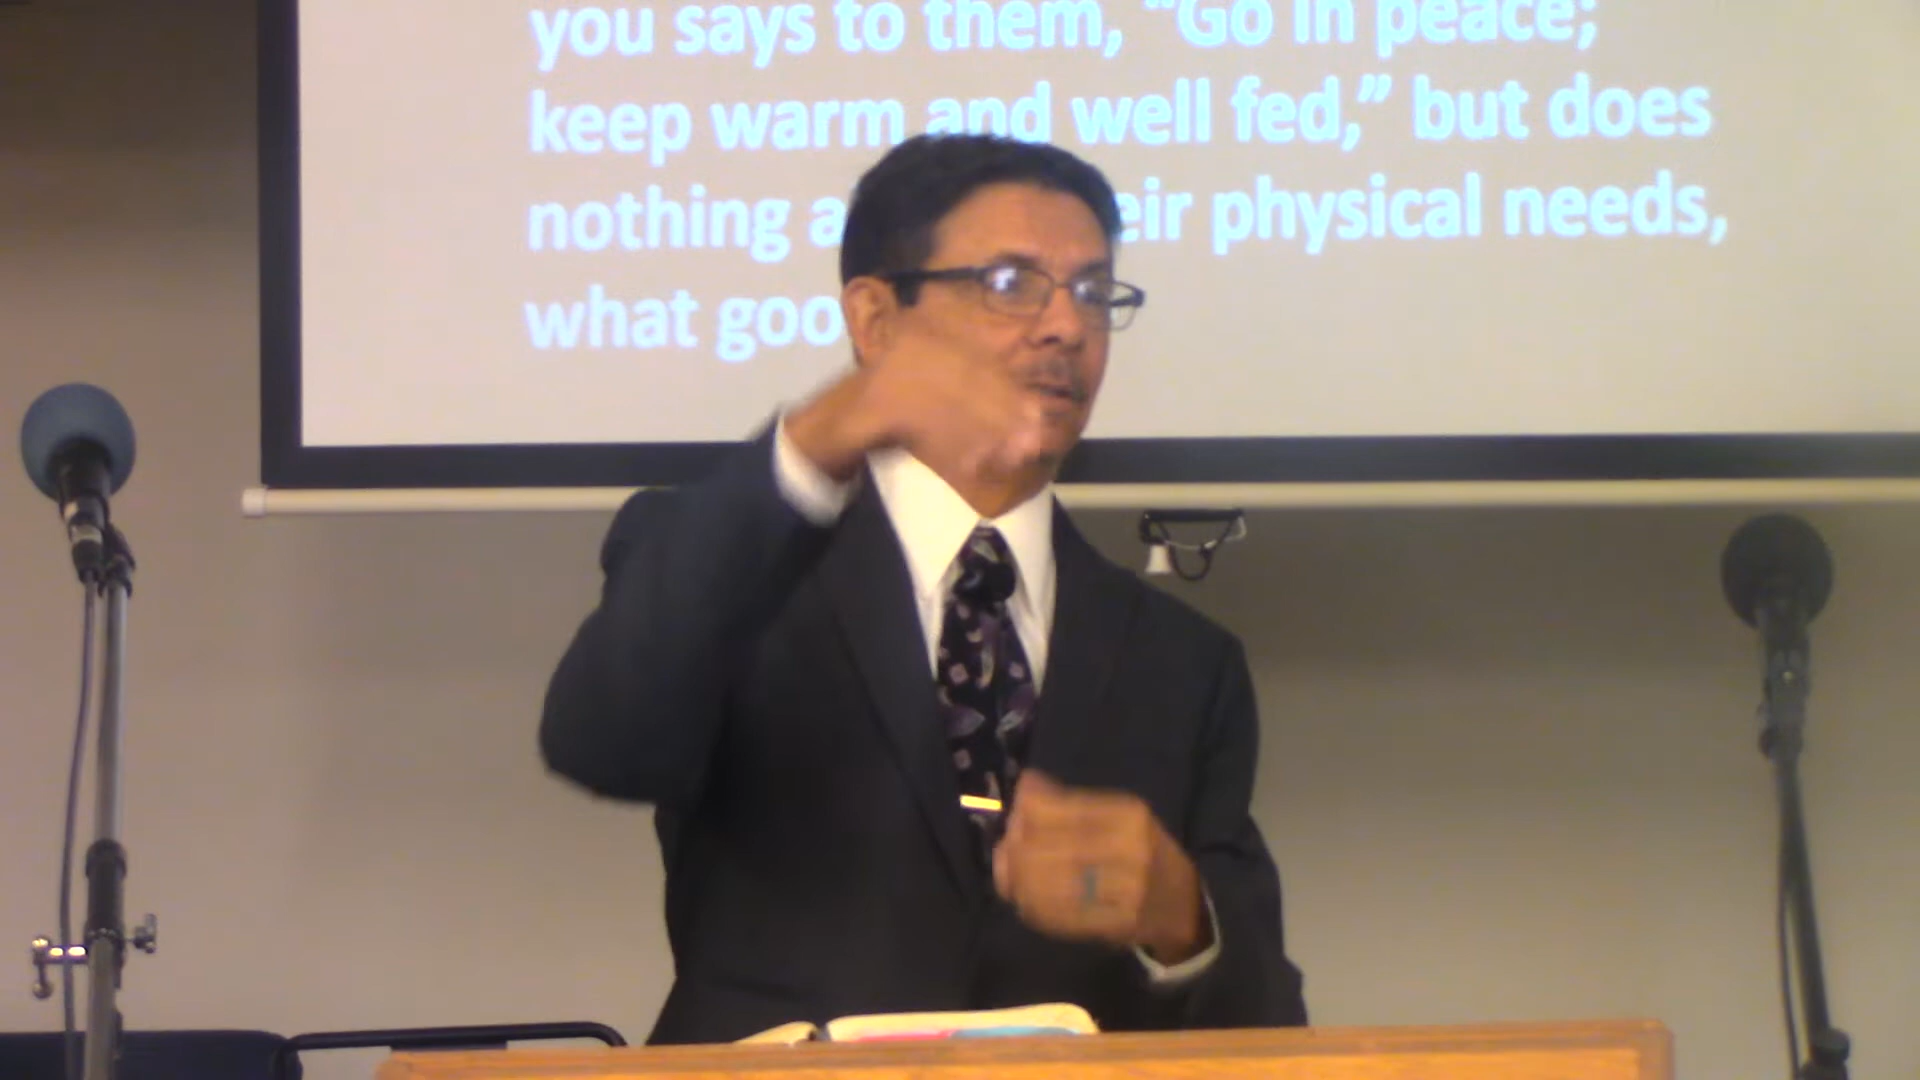 you says to them, “Go in peace;
keep warm and well fed,” but does
nothing a eir physical needs,
what goo